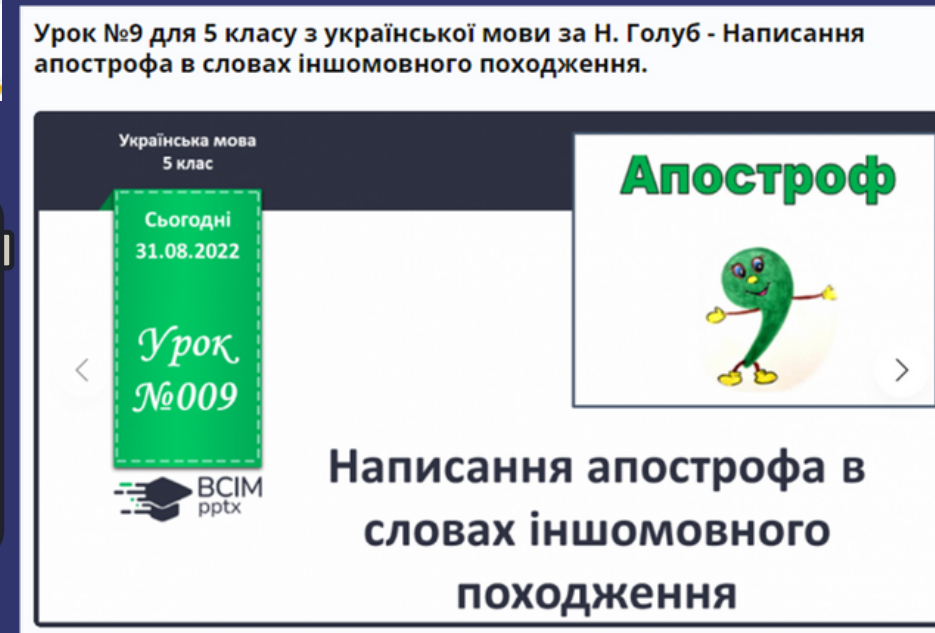 Урок №9 для 5 класу з української мови за Н. Голуб - Написання
апострофа в словах іншомовного походження.
Українська мова
5 клас
Сьогодні
31.08.2022
Урок
№009
BCIM
pptx
Апостроф
Написання апострофа в
словах іншомовного
походження